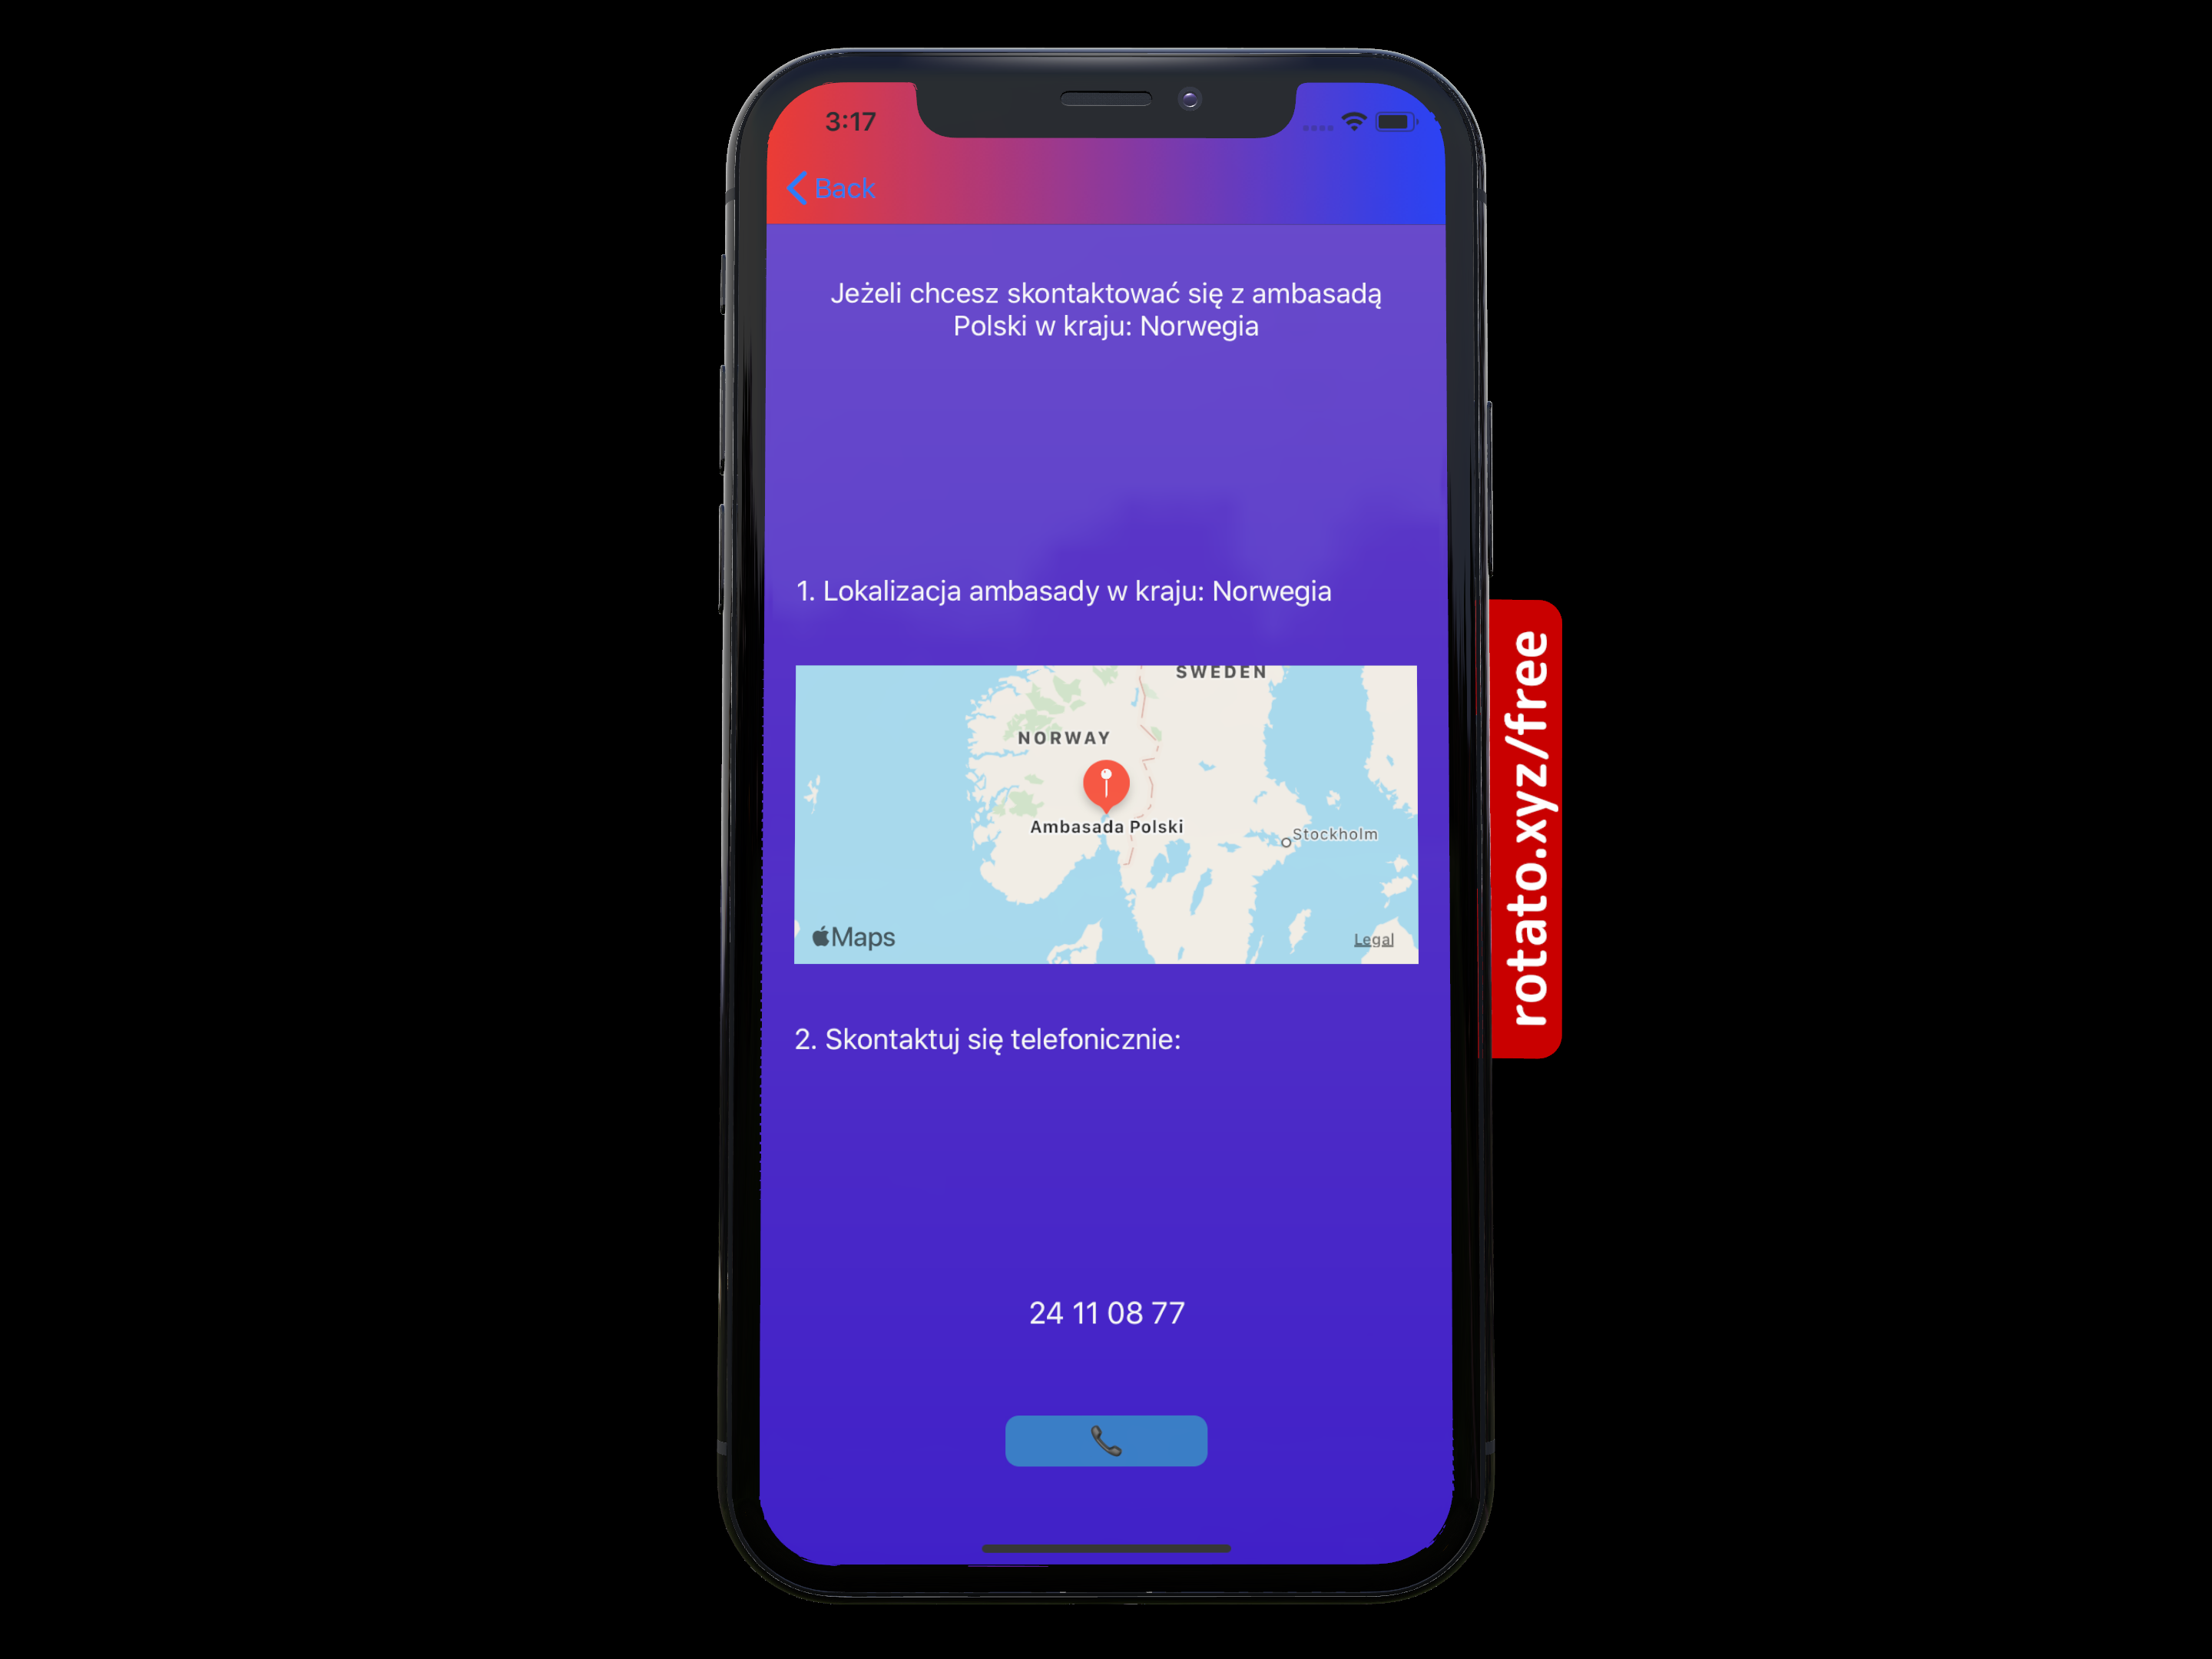 3:17
Back
Jeżeli chcesz skontaktować się z ambasadą
Polski w kraju: Norwegia
1. Lokalizacja ambasady w kraju: Norwegia
SWEDEN
NORWAY
Ambasada Polski
Stockholm
Maps
Legal
2. Skontaktuj się telefonicznie:
24 11 08 77
rotato.xyz/free